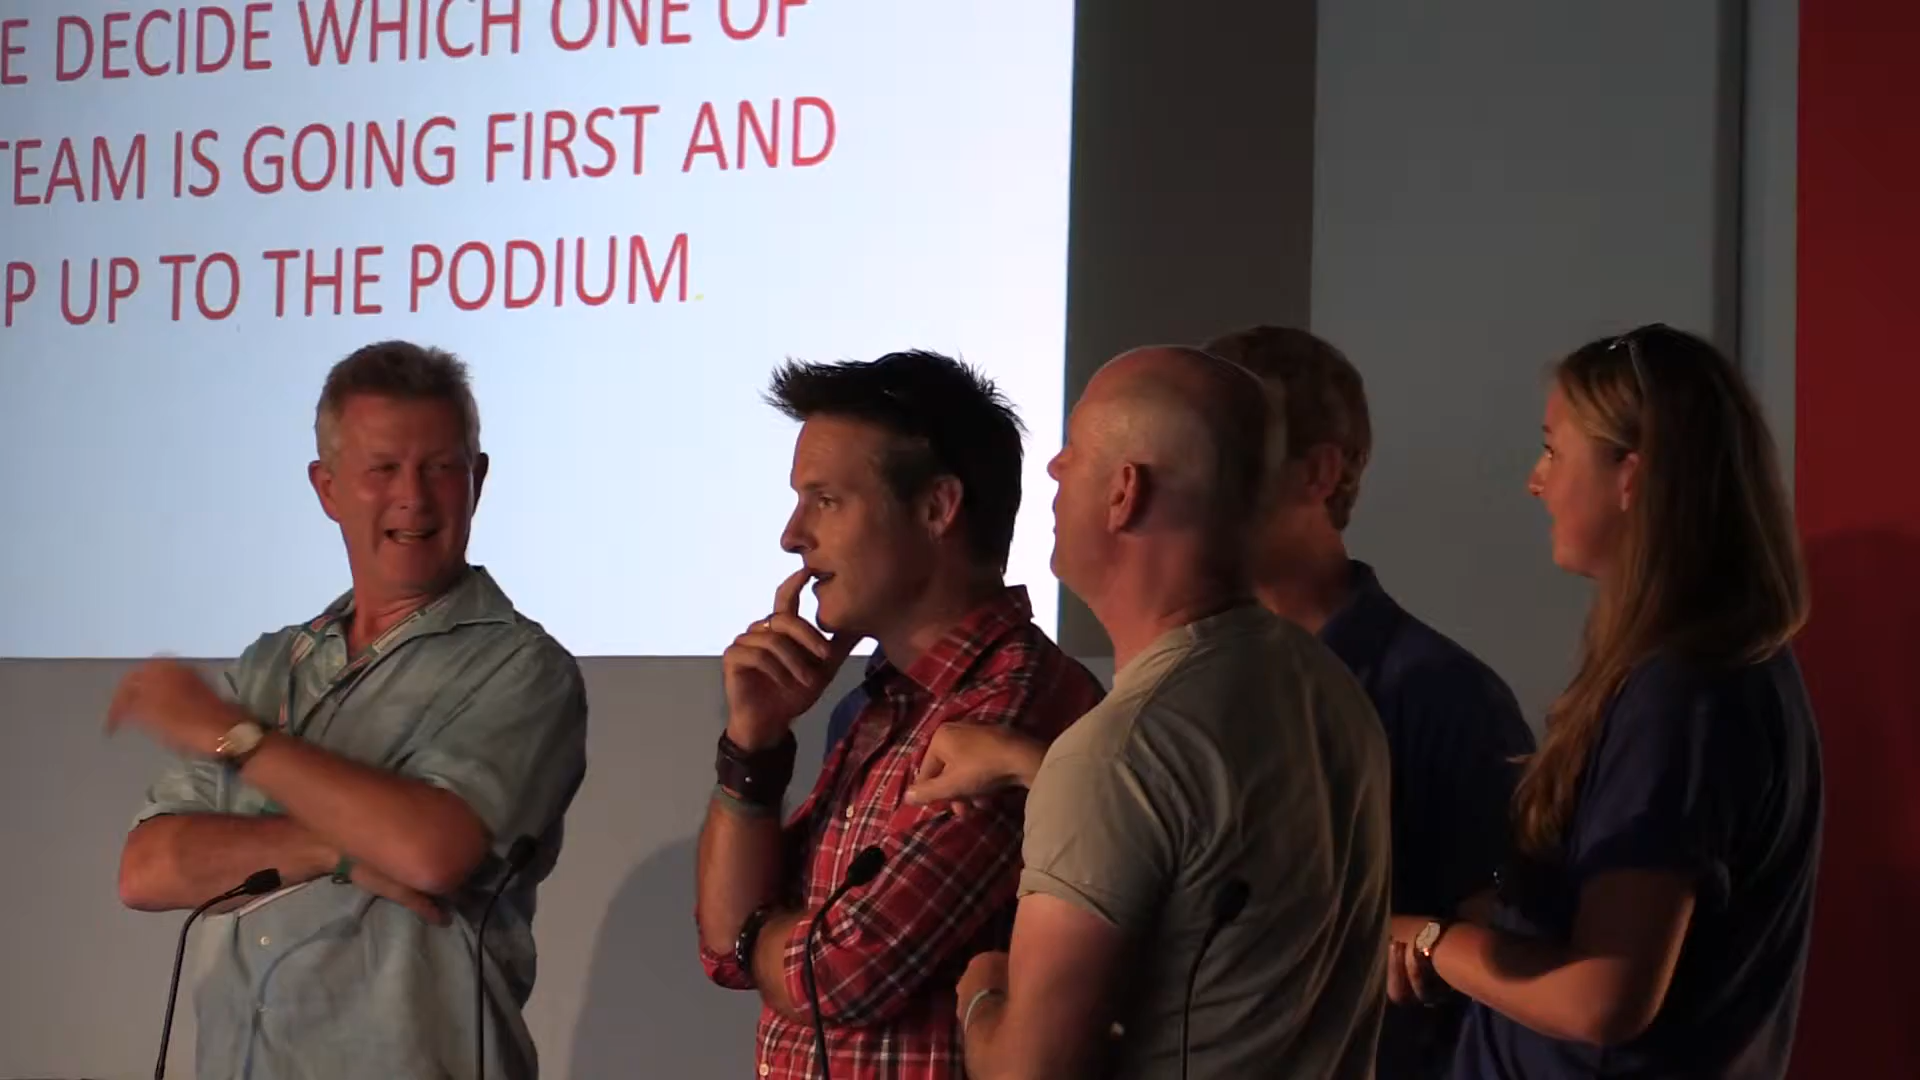 E DECIDE WHICH ONE OF
TEAM IS GOING FIRST AND
P UP TO THE PODIUM.